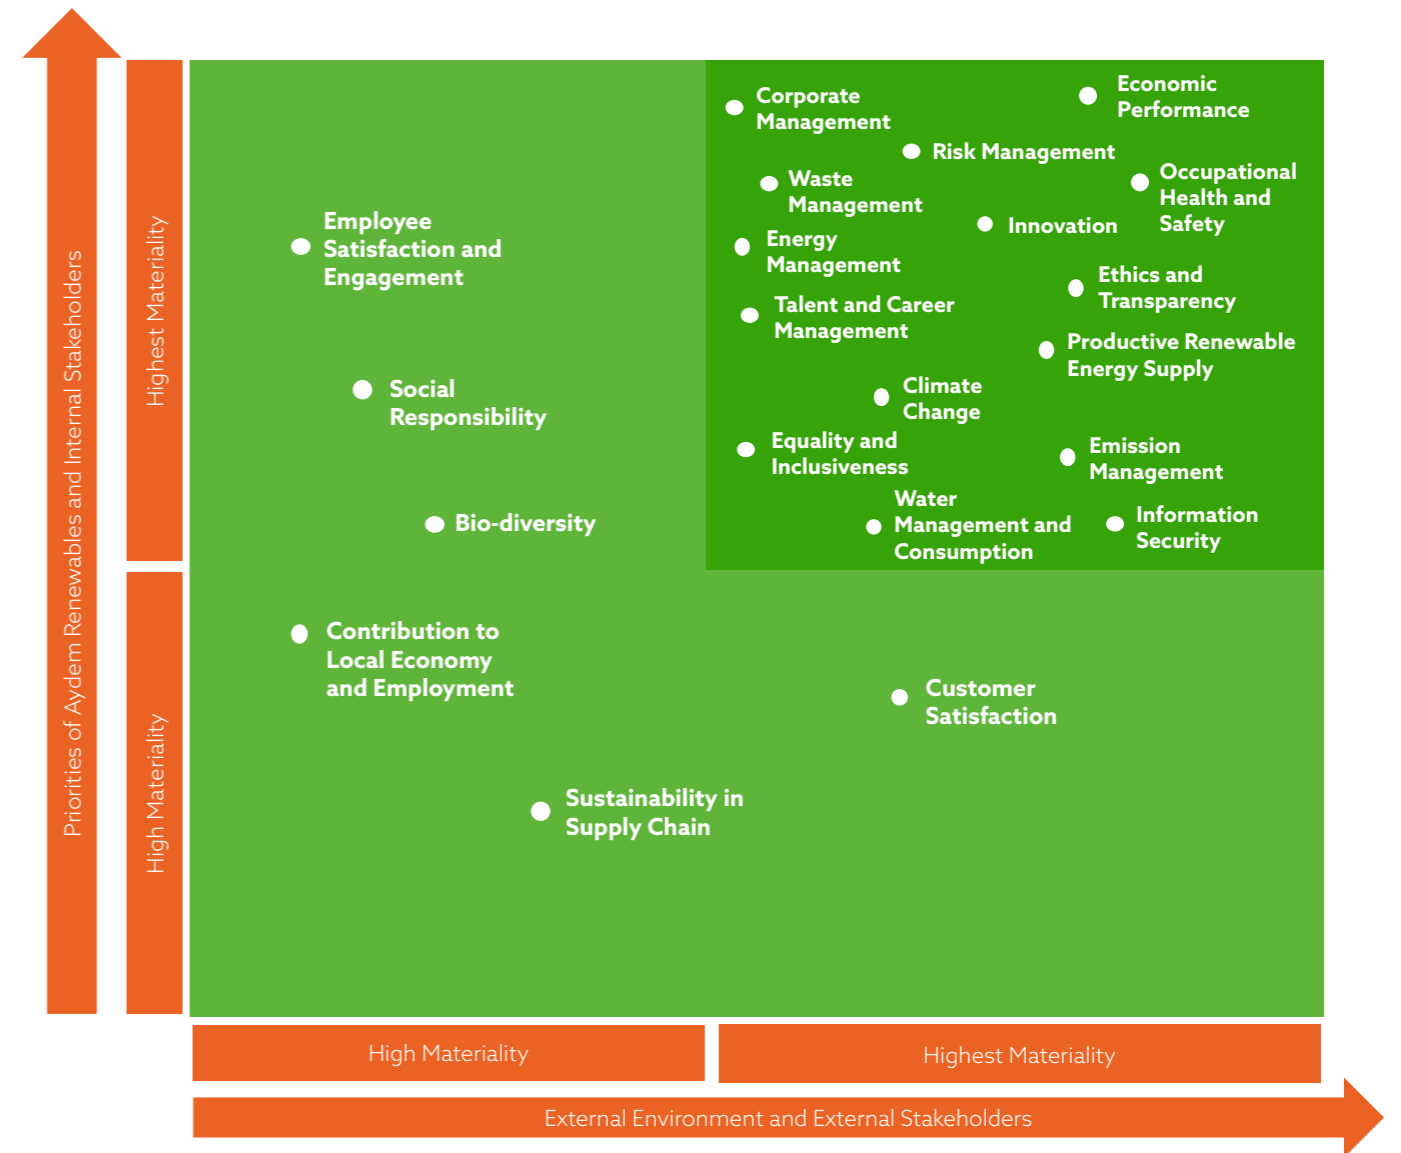 Priorities of Aydem Renewables and Internal Stakeholders
Highest Materiality
High Materiality
Corporate
Management
Economic
Performance
Risk Management
Waste
Management
Occupational
Health and
Safety
Innovation
Employee
Satisfaction and
Engagement
Energy
Management
Ethics and
Transparency
Talent and Career
Management
Productive Renewable
Energy Supply
Social
Responsibility
Climate
Change
Equality and
Inclusiveness
Emission
Management
Water
Management and
Consumption
Information
Security
Bio-diversity
Contribution to
Local Economy
and Employment
Customer
Satisfaction
Sustainability in
Supply Chain
High Materiality
Highest Materiality
External Environment and External Stakeholders